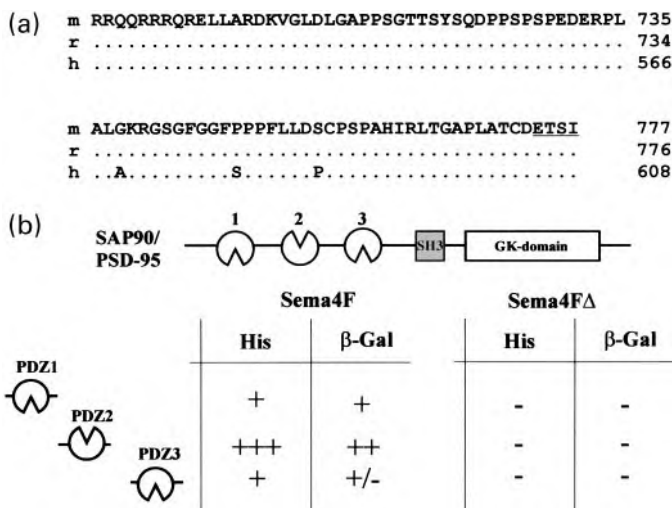 (a)
m RRQQRRRQRELLARDKVGLDLGAPPSGTTSYSQDPPSPSPEDERPL 735
r .............................................. 734
h .............................................. 566
m ALGKRGSGFGGFPPPFLLDSCPSPAHIRLTGAPLATCDETSI 777
r .......................................... 776
h ..A.........S......P...................... 608
(b)
1 2 3
SAP90/
PSD-95
SH3 GK-domain
Sema4F Sema4FΔ
His β-Gal His β-Gal
PDZ1 + + - -
PDZ2 +++ ++ - -
PDZ3 + +/- - -